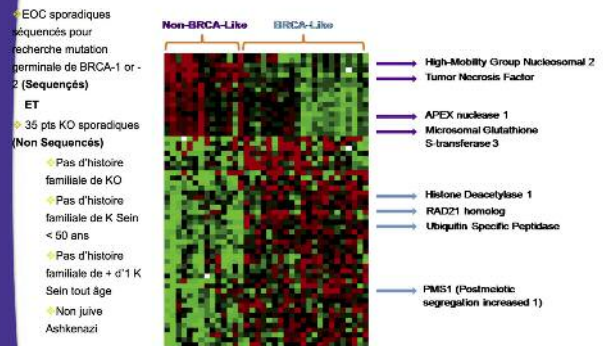 EOC sporadiques
séquencés pour
recherche mutation
germinale de BRCA-1 or -
2 (Sequençés)
ET
35 pts KO sporadiques
(Non Sequencés)
Pas d'histoire
familiale de KO
Pas d'histoire
familiale de K Sein
< 50 ans
Pas d'histoire
familiale de + d'1 K
Sein tout âge
Non juive
Ashkenazi
Non-BRCA-Like
BRCA-Like
High-Mobility Group Nucleosomal 2
Tumor Necrosis Factor
APEX nuclease 1
Microsomal Glutathione
S-transferase 3
Histone Deacetylase 1
RAD21 homolog
Ubiquitin Specific Peptidase
PMS1 (Postmeiotic
segregation increased 1)